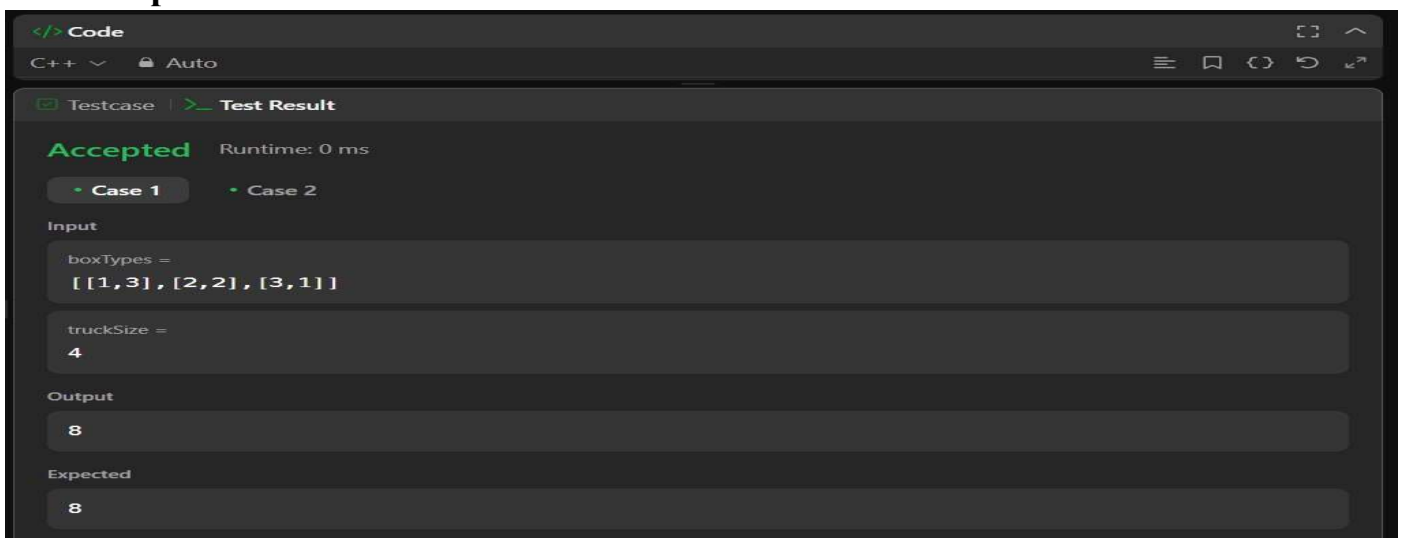 </> Code
C++ Auto
Testcase >_ Test Result
Accepted Runtime: 0 ms
• Case 1 • Case 2
Input
boxTypes =
[[1,3],[2,2],[3,1]]
truckSize =
4
Output
8
Expected
8